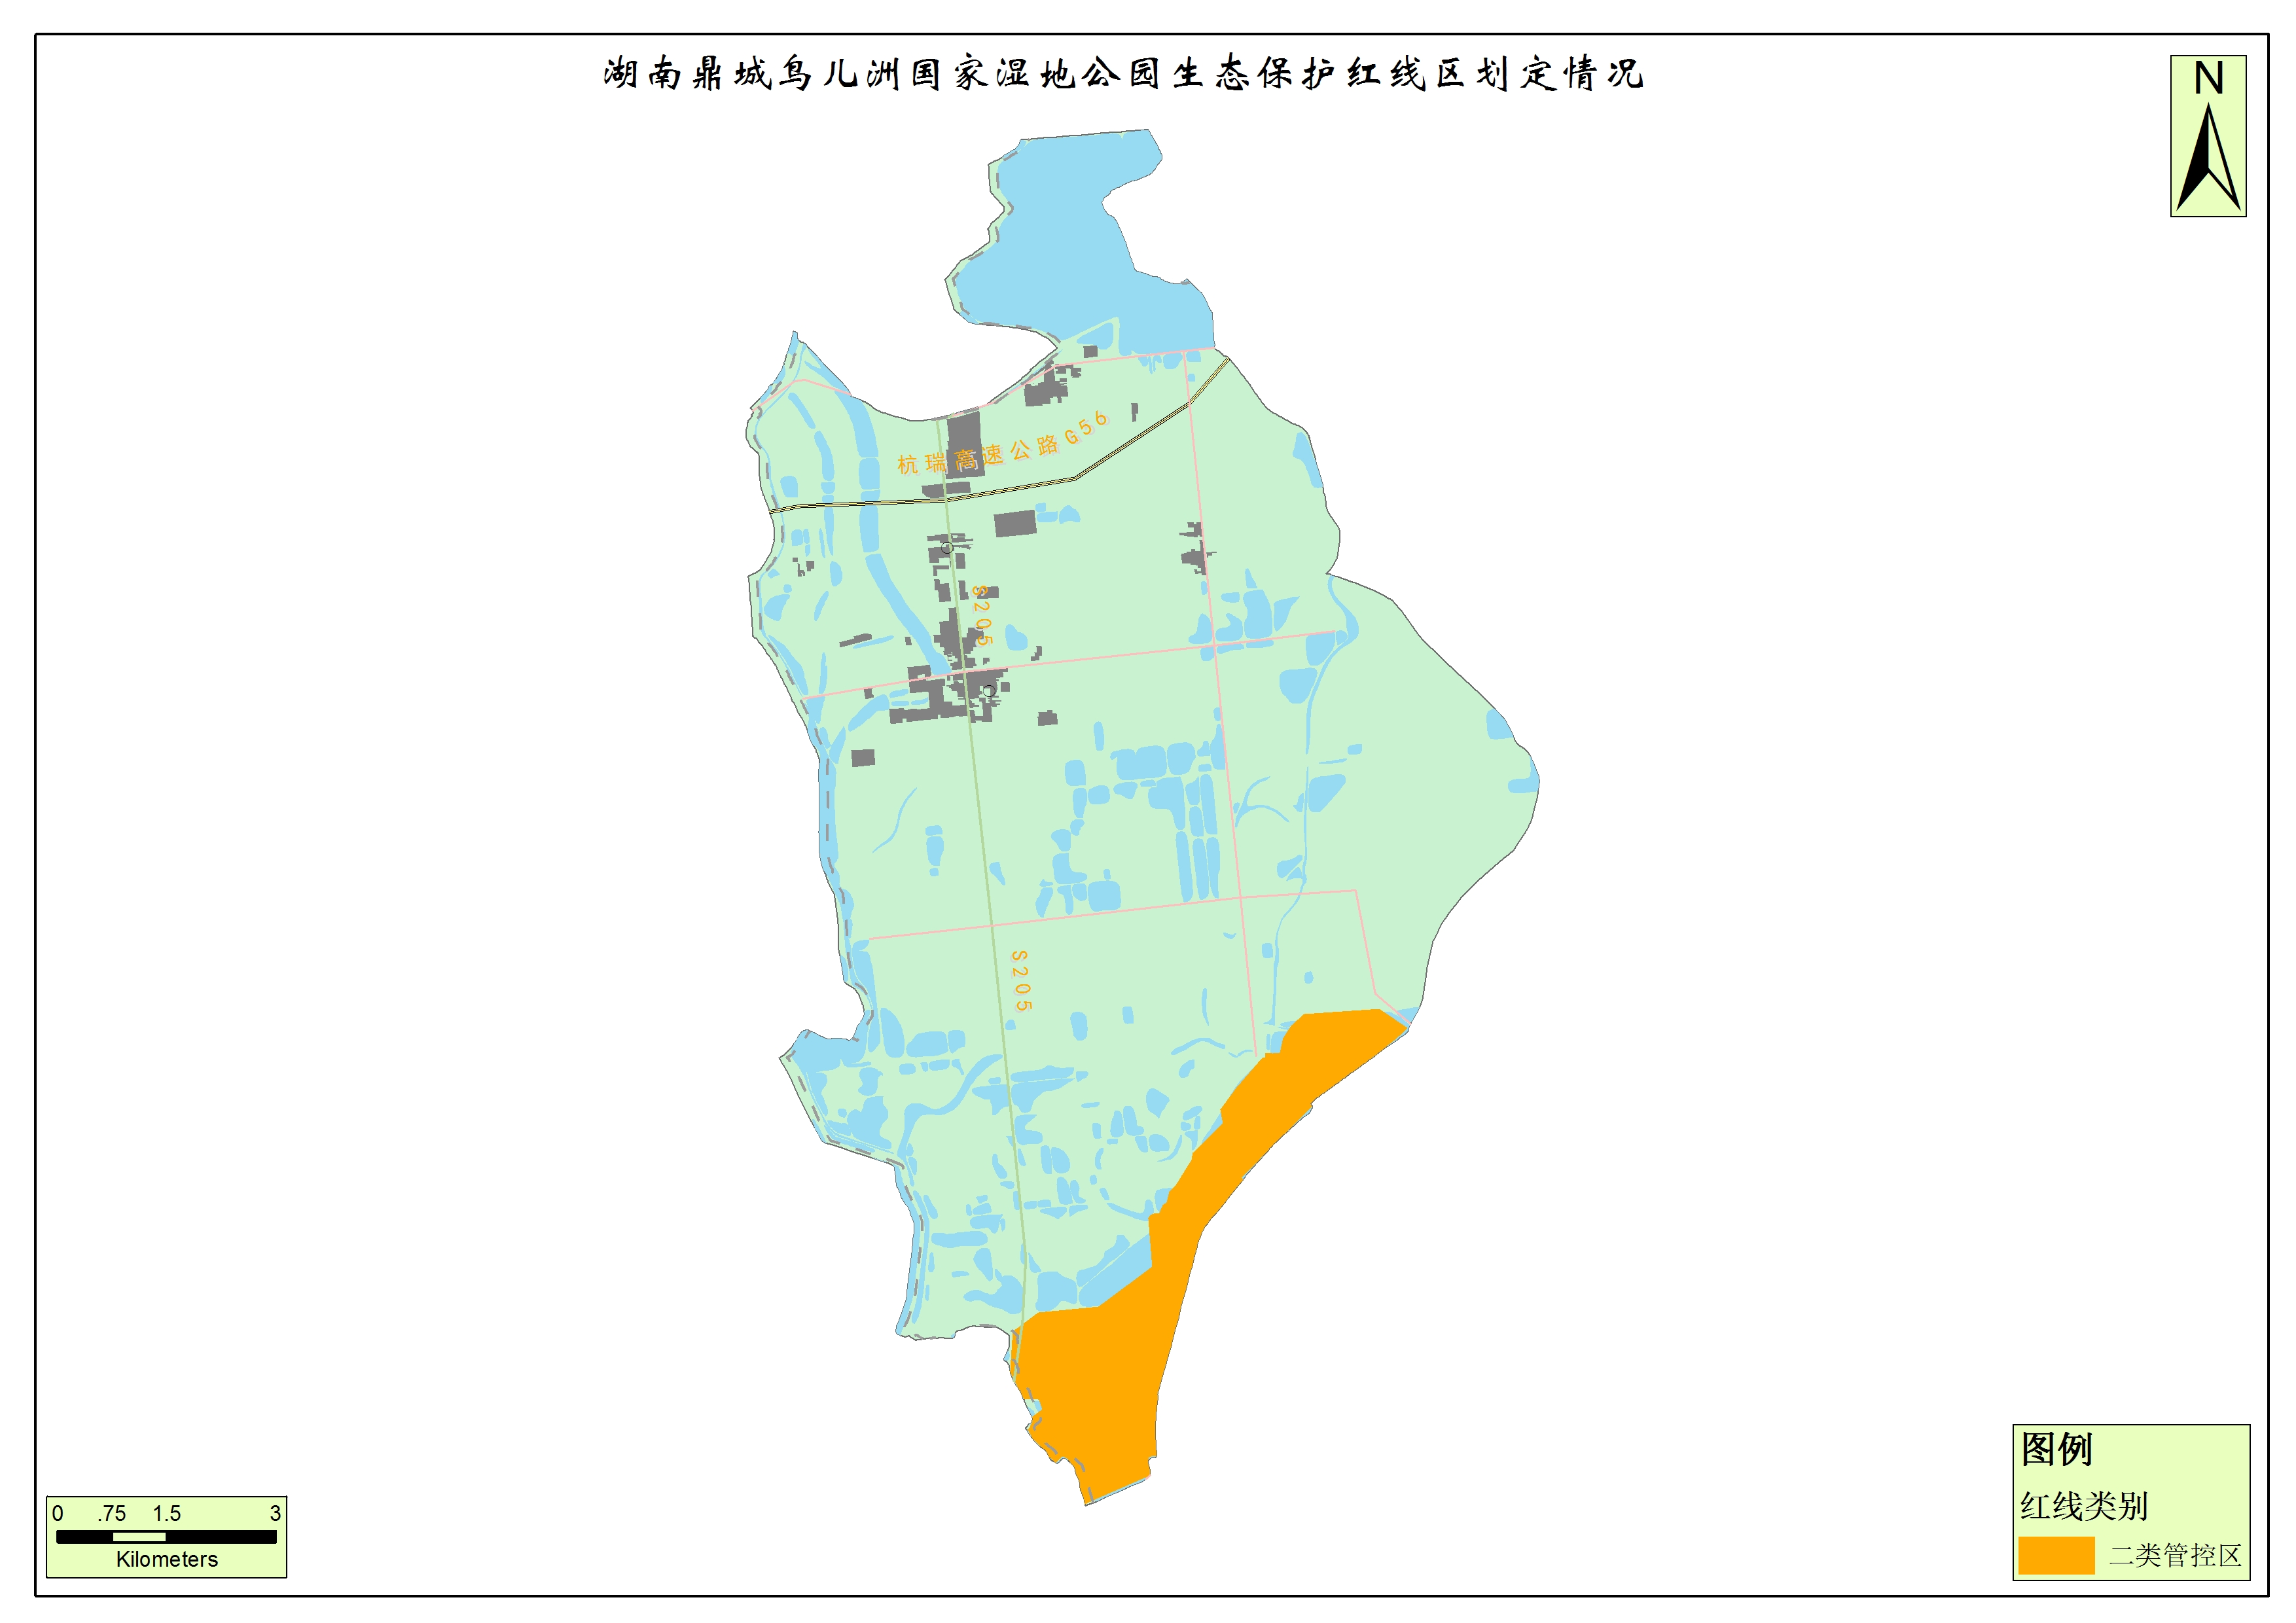 湖南鼎城鸟儿洲国家湿地公园生态保护红线区划定情况
N
杭瑞高速公路G56
S205
S205
图例
红线类别
二类管控区
0 .75 1.5 3
Kilometers